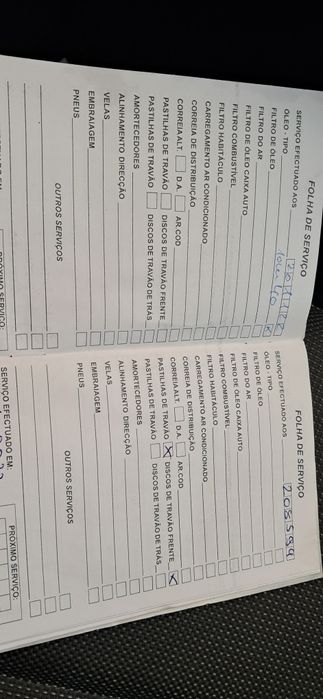 FOLHA DE SERVIÇO
SERVIÇO EFECTUADO AOS
ÓLEO - TIPO
FILTRO DE ÓLEO
FILTRO DO AR
FILTRO DE ÓLEO CAIXA AUTO
FILTRO COMBUSTÍVEL
FILTRO HABITÁCULO
CARREGAMENTO AR CONDICIONADO
CORREIA DE DISTRIBUIÇÃO
CORREIA ALT. D.A. AR.COD
PASTILHAS DE TRAVÃO DISCOS DE TRAVÃO FRENTE
PASTILHAS DE TRAVÃO DISCOS DE TRAVÃO DE TRÁS
AMORTECEDORES
ALINHAMENTO DIRECÇÃO
VELAS
EMBRAIAGEM
PNEUS
OUTROS SERVIÇOS
PRÓXIMO SERVIÇO:
FOLHA DE SERVIÇO
SERVIÇO EFECTUADO AOS 208599
ÓLEO - TIPO
FILTRO DE ÓLEO
FILTRO DO AR
FILTRO DE ÓLEO CAIXA AUTO
FILTRO COMBUSTÍVEL
FILTRO HABITÁCULO
CARREGAMENTO AR CONDICIONADO
CORREIA DE DISTRIBUIÇÃO
CORREIA ALT. D.A. AR.COD
PASTILHAS DE TRAVÃO X DISCOS DE TRAVÃO FRENTE X
PASTILHAS DE TRAVÃO DISCOS DE TRAVÃO DE TRÁS
AMORTECEDORES
ALINHAMENTO DIRECÇÃO
VELAS
EMBRAIAGEM
PNEUS
OUTROS SERVIÇOS
SERVIÇO EFECTUADO EM:
PRÓXIMO SERVIÇO: